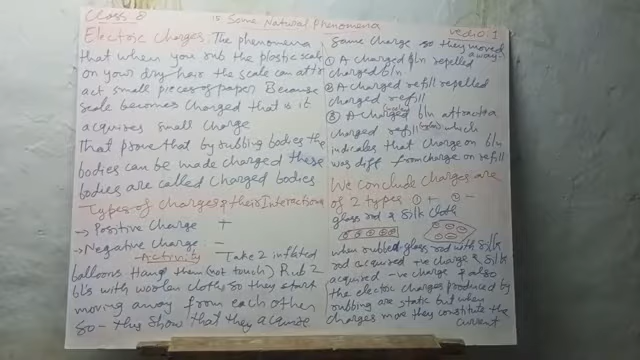 Class 8
15 Some Natural Phenomena
vedio:1
Electric Charges: The phenomena
that when you rub the plastic scale
on your dry hair the scale can attr
act small pieces of paper Because
scale becomes Charged that is it
acquires small charge
That prove that by rubbing bodies the
bodies can be made charged these
bodies are called Charged bodies
Types of charges & their Interactions
→ Positive Charge +
→ Negative charge: -
Activity Take 2 inflated
balloons Hang them (not touch) Rub 2
bl's with woolen cloth so they start
moving away from each other
So - this show that they acquire
Same charge so they moved
away
① A charged bln repelled
charged bln
② A charged refill repelled
charged refill
③ A charged bln attract a
charged refill which
indicates that charge on bln
was diff from charge on refill
We conclude charges are
of 2 types ① + ② -
glass rod & silk cloth
when rubbed glass rod with silk
rod acquired +ve charge & silk
acquired -ve charge & also
the electric charges produced by
rubbing are static but when
charges move they constitute the
current